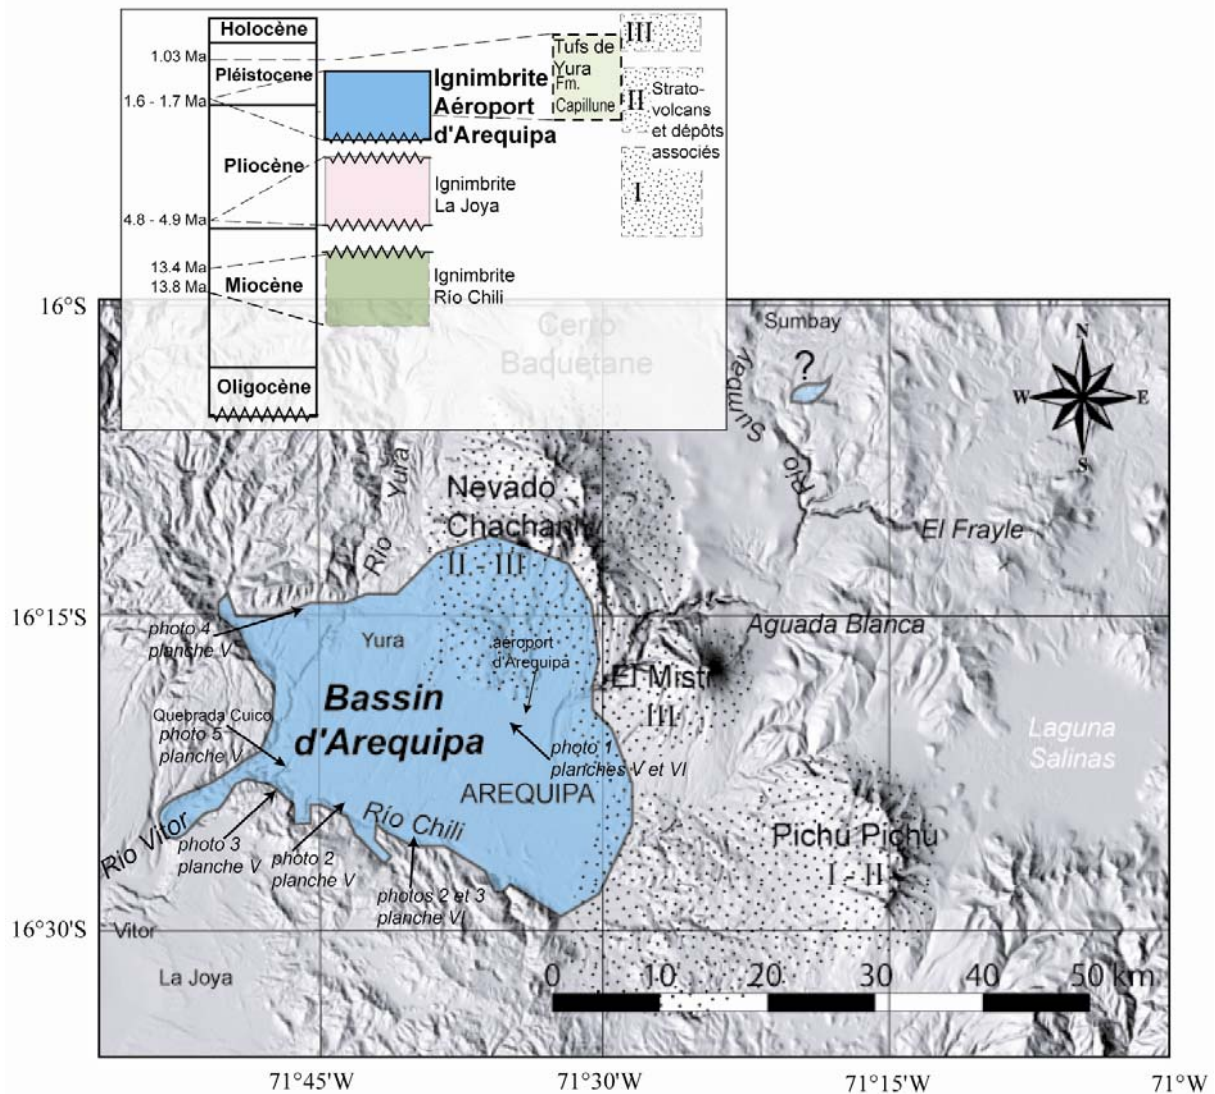 Holocène
1.03 Ma
Pléistocène
1.6 - 1.7 Ma
Pliocène
4.8 - 4.9 Ma
13.4 Ma
Miocène
13.8 Ma
Oligocène
Ignimbrite
Aéroport
d'Arequipa
Ignimbrite
La Joya
Ignimbrite
Río Chili
Tufs de
Yura
Fm.
Capillune
III
II
I
Strato-
volcans
et dépôts
associés
16°S
Cerro
Baquetane
Sumbay
?
N
W
E
S
Río Sumbay
Río Yura
Nevado
Chachani
II - III
El Frayle
16°15'S
photo 4
planche V
Yura
aéroport
d'Arequipa
Aguada Blanca
El Misti
III
Bassin
d'Arequipa
Quebrada Cuico
photo 5
planche V
photo 1
planches V et VI
Laguna
Salinas
AREQUIPA
Río Chili
Río Vitor
photo 3
planche V
photo 2
planche V
photos 2 et 3
planche VI
Pichu Pichu
I - II
16°30'S
Vitor
La Joya
0 10 20 30 40 50 km
71°45'W
71°30'W
71°15'W
71°W